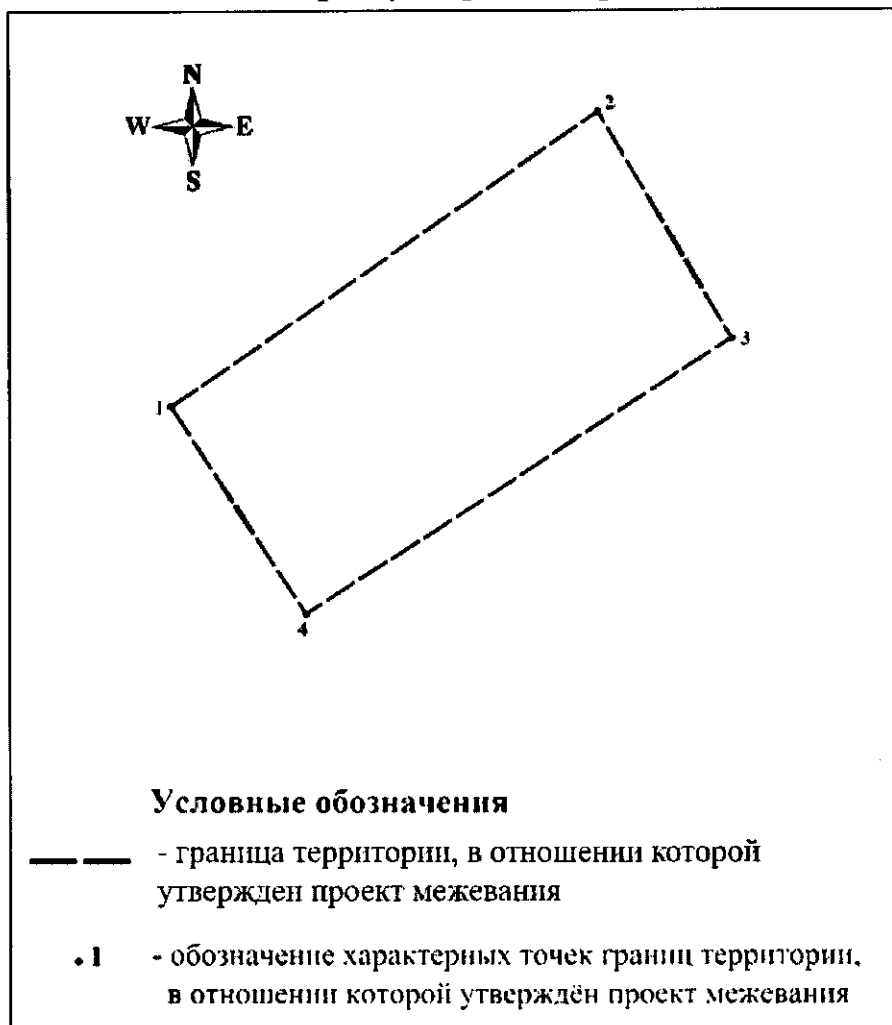 N
W E
S
2
3
1
4
Условные обозначения
- граница территории, в отношении которой
утвержден проект межевания
.1 - обозначение характерных точек границ территории,
в отношении которой утверждён проект межевания